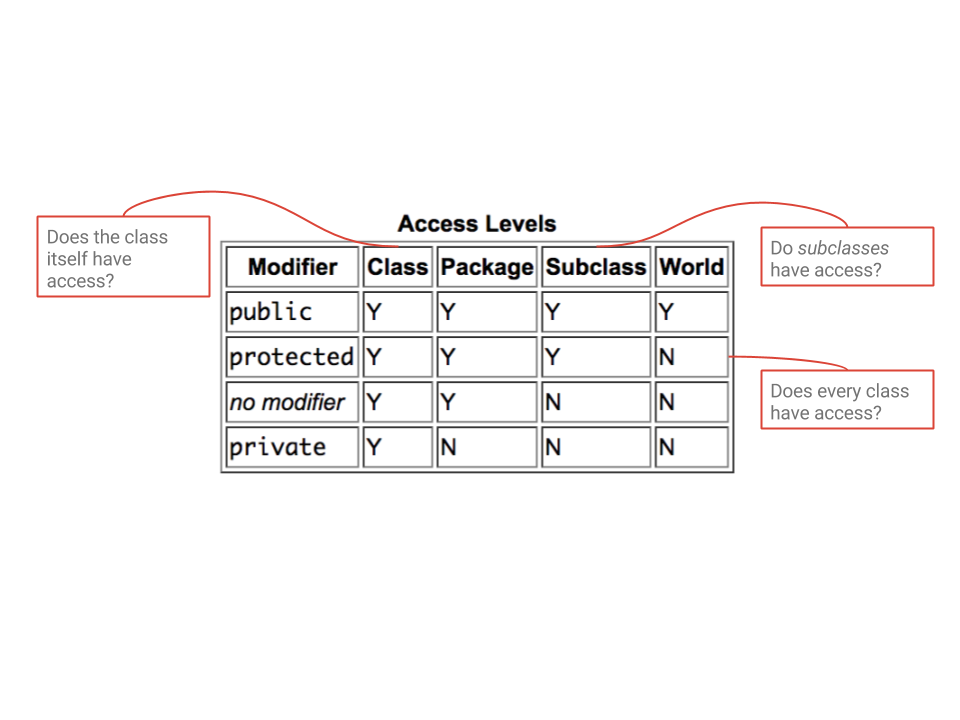 Access Levels
Does the class
itself have
access?
Do subclasses
have access?
Modifier Class Package Subclass World
public Y Y Y Y
protected Y Y Y N
no modifier Y Y N N
private Y N N N
Does every class
have access?